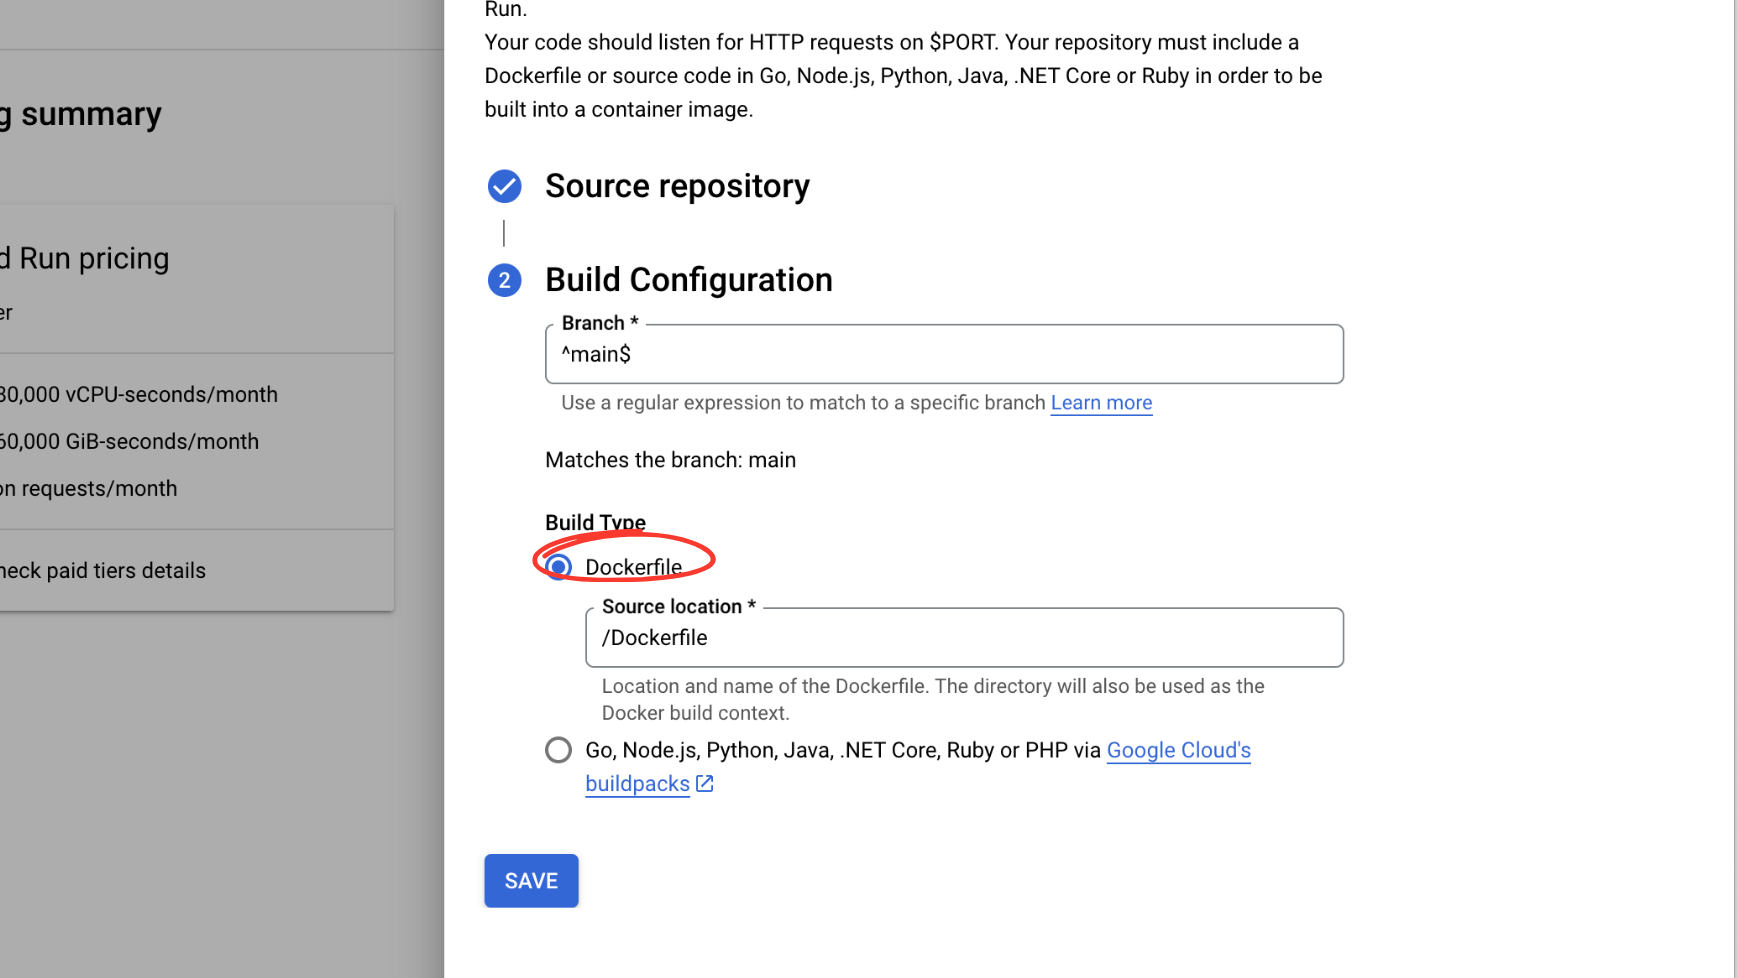 Run.
Your code should listen for HTTP requests on $PORT. Your repository must include a
Dockerfile or source code in Go, Node.js, Python, Java, .NET Core or Ruby in order to be
built into a container image.
g summary
d Run pricing
er
80,000 vCPU-seconds/month
60,000 GiB-seconds/month
on requests/month
heck paid tiers details
Source repository
2 Build Configuration
Branch *
^main$
Use a regular expression to match to a specific branch Learn more
Matches the branch: main
Build Type
Dockerfile
Source location *
/Dockerfile
Location and name of the Dockerfile. The directory will also be used as the
Docker build context.
Go, Node.js, Python, Java, .NET Core, Ruby or PHP via Google Cloud's
buildpacks
SAVE